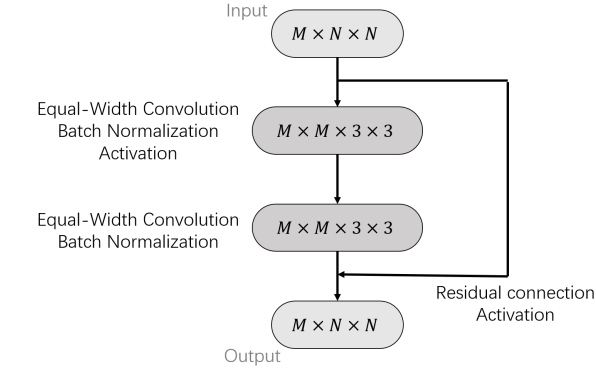 Input
M × N × N
Equal-Width Convolution
Batch Normalization
Activation
M × M × 3 × 3
Equal-Width Convolution
Batch Normalization
M × M × 3 × 3
Residual connection
Activation
M × N × N
Output